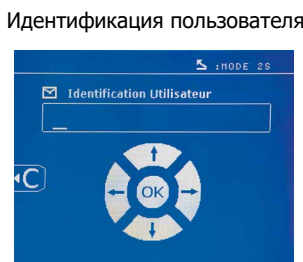 Идентификация пользователя
:MODE 2S
Identification Utilisateur
C
OK